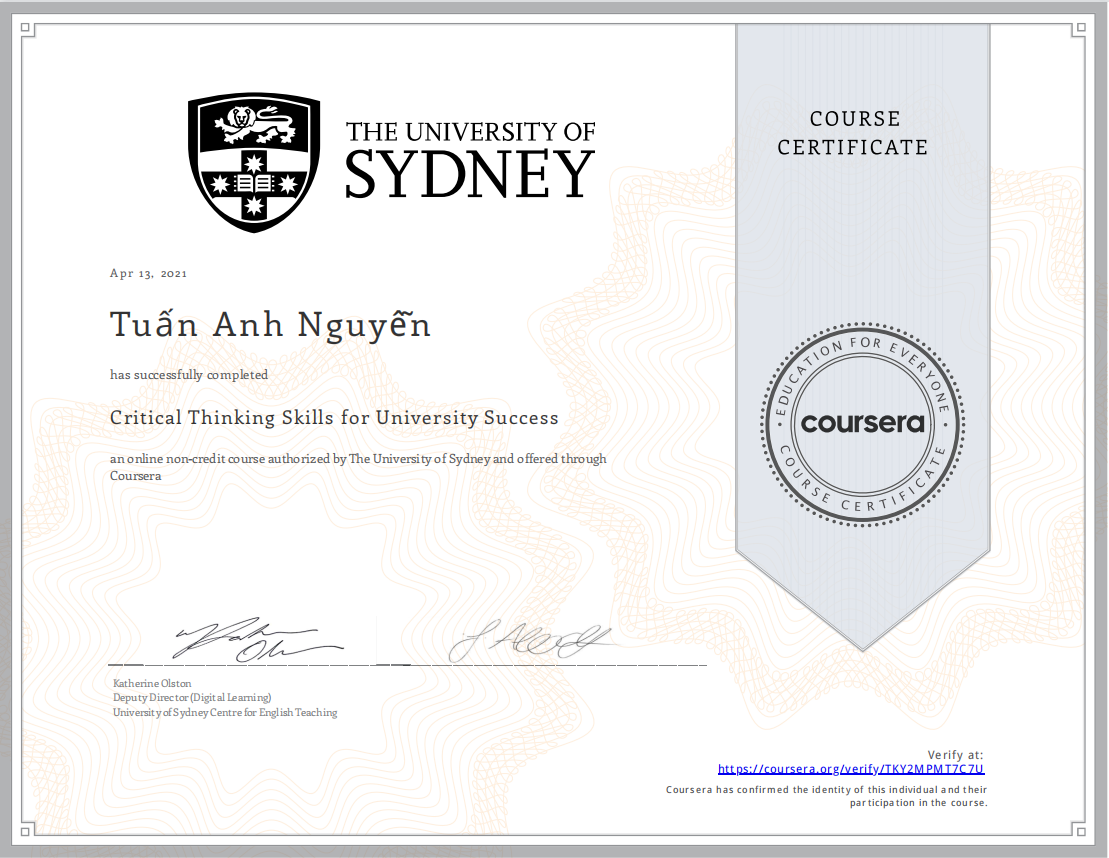 THE UNIVERSITY OF
SYDNEY
COURSE
CERTIFICATE
Apr 13, 2021
Tuấn Anh Nguyễn
has successfully completed
Critical Thinking Skills for University Success
an online non-credit course authorized by The University of Sydney and offered through
Coursera
EDUCATION FOR EVERYONE
coursera
COURSE CERTIFICATE
Katherine Olston
Deputy Director (Digital Learning)
University of Sydney Centre for English Teaching
Verify at:
https://coursera.org/verify/TKY2MPMT7C7U
Coursera has confirmed the identity of this individual and their
participation in the course.